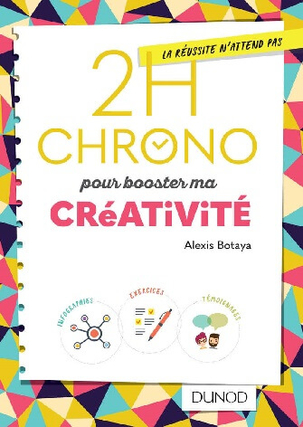 LA RÉUSSITE N'ATTEND PAS
2H
CHRONO
pour booster ma
CRéATiViTÉ
Alexis Botaya
INFOGRAPHIES
EXERCICES
TÉMOIGNAGES
DUNOD